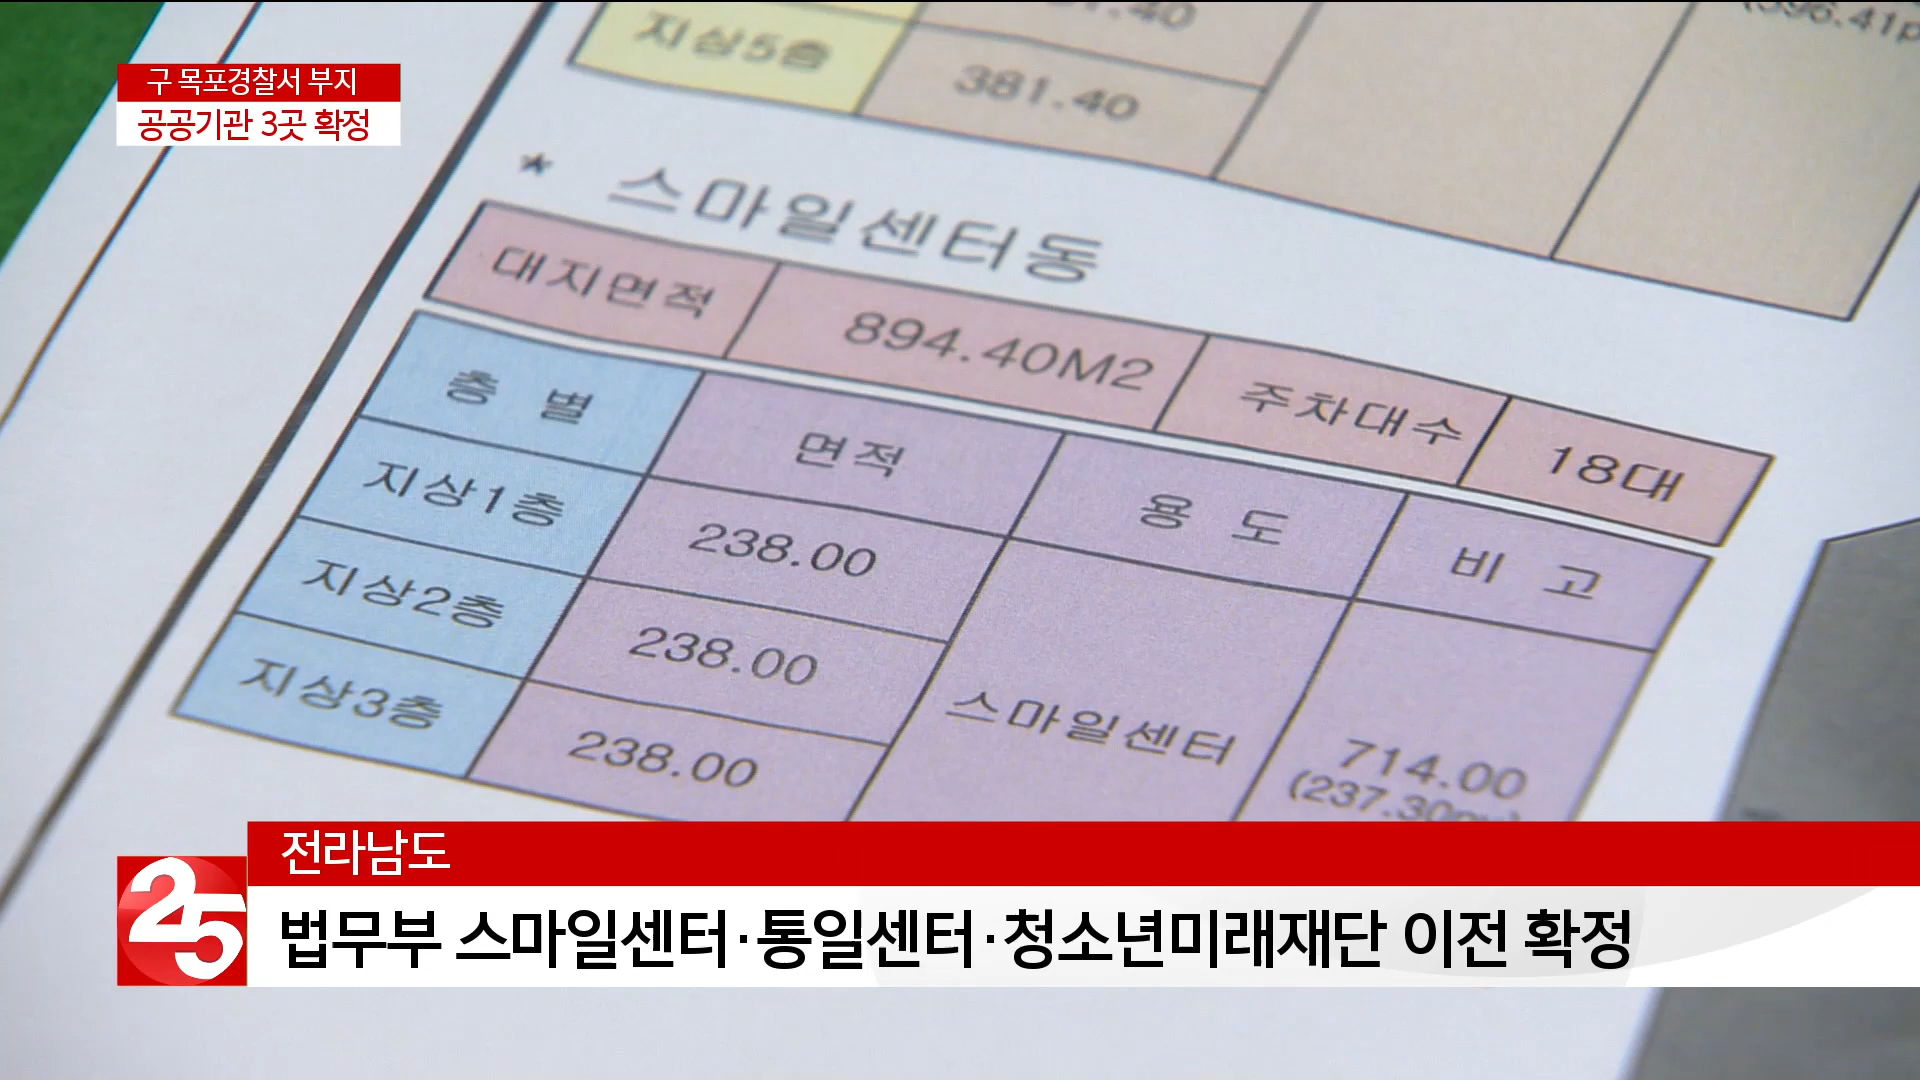 구 목포경찰서 부지
공공기관 3곳 확정
지상5층
381.40
* 스마일센터동
대지면적 894.40M2 주차대수 18대
층 별 면적 용 도 비 고
지상1층 238.00
지상2층 238.00
지상3층 238.00
스마일센터
714.00
전라남도
25
법무부 스마일센터·통일센터·청소년미래재단 이전 확정